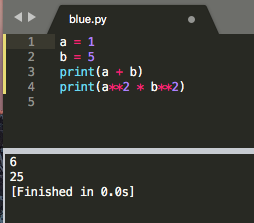 blue.py
1 a = 1
2 b = 5
3 print(a + b)
4 print(a**2 * b**2)
5
6
25
[Finished in 0.0s]